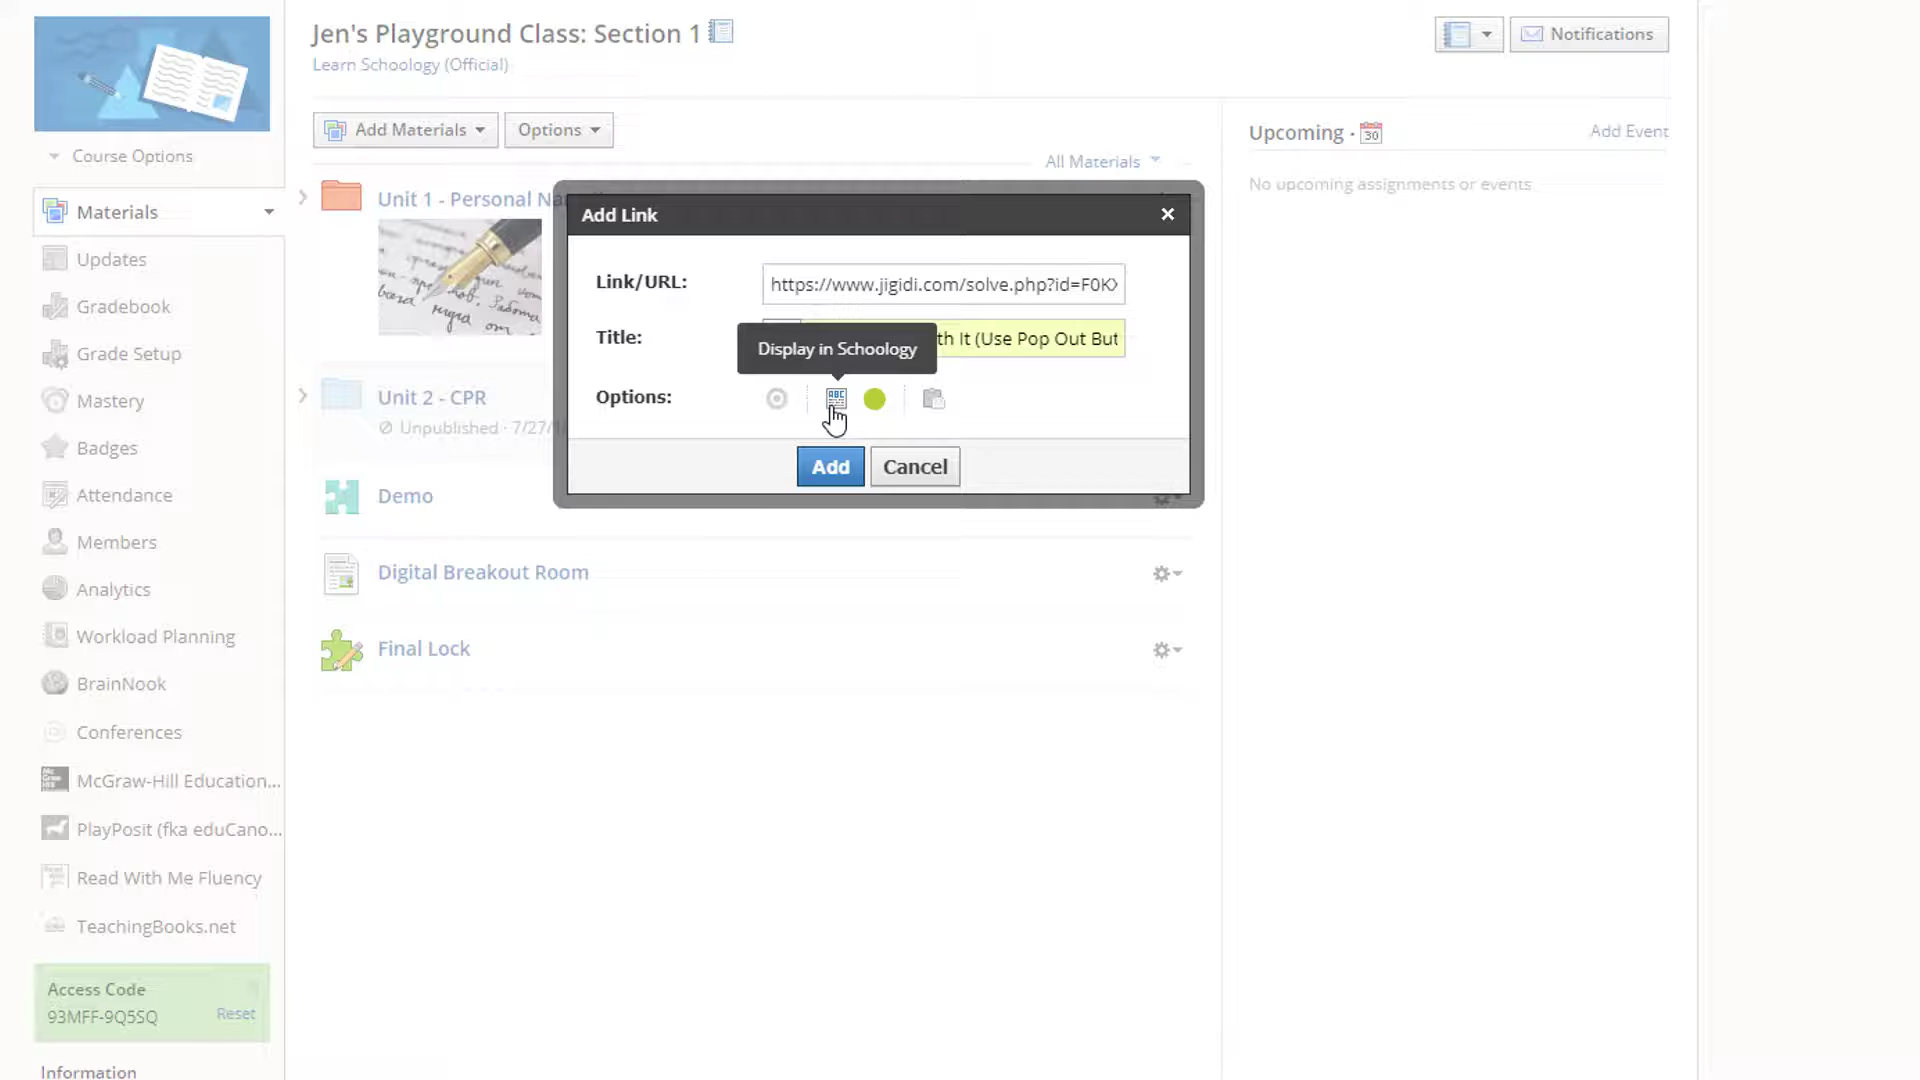 Jen's Playground Class: Section 1
Learn Schoology (Official)
Notifications
Course Options
Materials
Updates
Gradebook
Grade Setup
Mastery
Badges
Attendance
Members
Analytics
Workload Planning
BrainNook
Conferences
McGraw-Hill Education...
PlayPosit (fka eduCano...
Read With Me Fluency
TeachingBooks.net
Access Code
93MFF-9Q5SQ
Reset
Information
Add Materials
Options
All Materials
Unit 1 - Personal
Unit 2 - CPR
Unpublished · 7/27/
Demo
Digital Breakout Room
Final Lock
Add Link
Link/URL:
https://www.jigidi.com/solve.php?id=F0K
Title:
It (Use Pop Out But
Display in Schoology
Options:
ABC
Add
Cancel
Upcoming ·
30
Add Event
No upcoming assignments or events